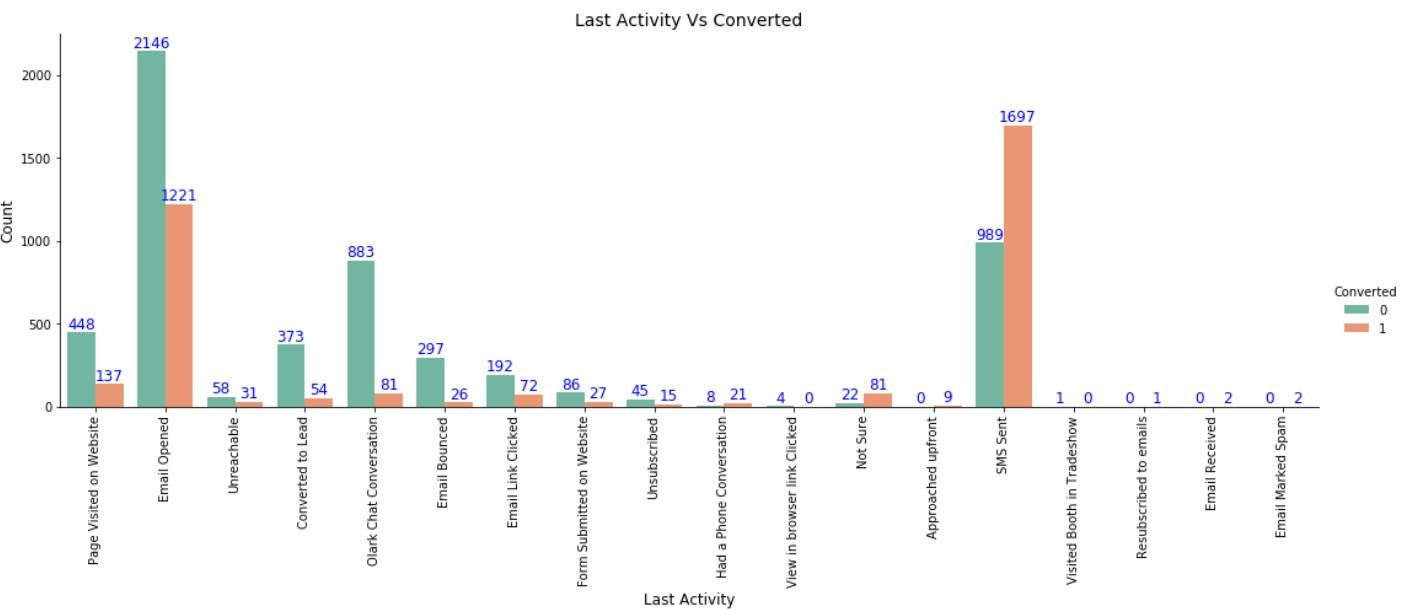 Last Activity Vs Converted
2146
2000
1697
1500
1221
Count
1000
989
883
500
448
373
297
192
137
58 31
54
81
26
72
86
27
45 15
8 21
4 0
22 81
0 9
1 0
0 1
0 2
0 2
0
Converted
0
1
Page Visited on Website
Email Opened
Unreachable
Converted to Lead
Olark Chat Conversation
Email Bounced
Email Link Clicked
Form Submitted on Website
Unsubscribed
Had a Phone Conversation
View in browser link Clicked
Not Sure
Approached upfront
SMS Sent
Visited Booth in Tradeshow
Resubscribed to emails
Email Received
Email Marked Spam
Last Activity